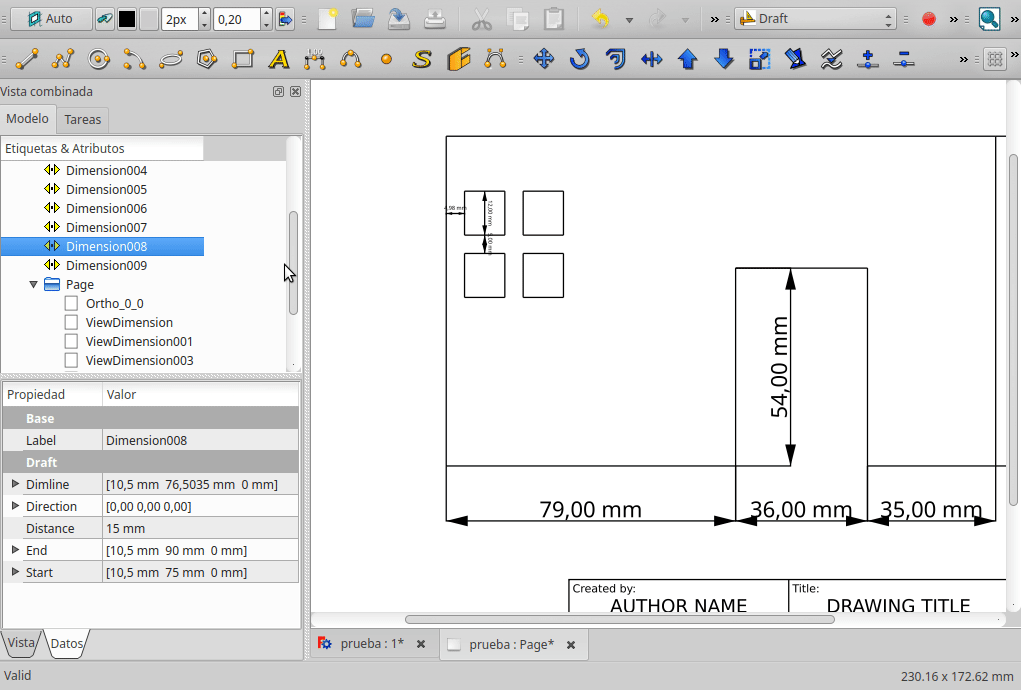 Auto
2px
0,20
Draft
Vista combinada
Modelo
Tareas
Etiquetas & Atributos
Dimension004
Dimension005
Dimension006
Dimension007
Dimension008
Dimension009
Page
Ortho_0_0
ViewDimension
ViewDimension001
ViewDimension003
Propiedad Valor
Base
Label Dimension008
Draft
Dimline [10,5 mm 76,5035 mm 0 mm]
Direction [0,00 0,00 0,00]
Distance 15 mm
End [10,5 mm 90 mm 0 mm]
Start [10,5 mm 75 mm 0 mm]
Vista
Datos
Valid
4,98 mm
12,00 mm
54,00 mm
79,00 mm
36,00 mm
35,00 mm
Created by:
AUTHOR NAME
Title:
DRAWING TITLE
prueba : 1*
prueba : Page*
230.16 x 172.62 mm